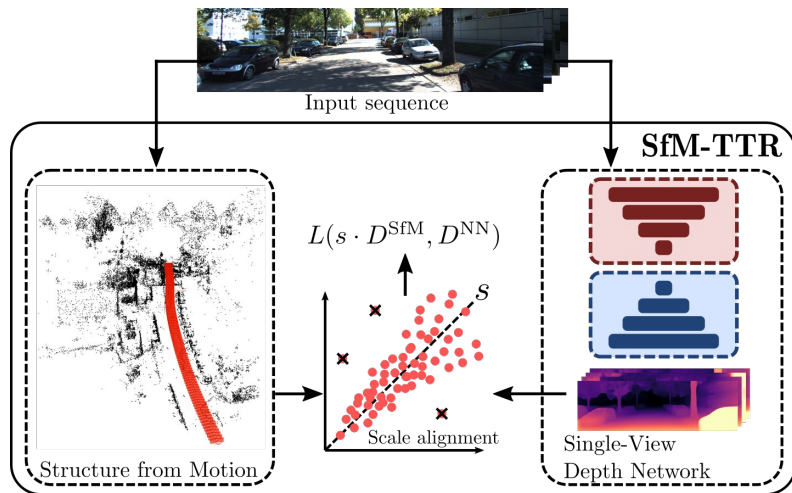 Input sequence
SfM-TTR
L(s · D^SfM, D^NN)
s
Scale alignment
Structure from Motion
Single-View
Depth Network